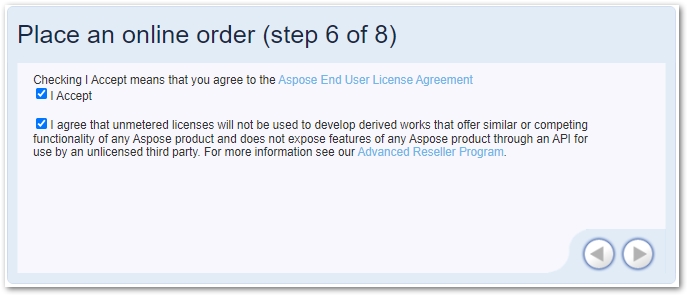 Place an online order (step 6 of 8)
Checking I Accept means that you agree to the Aspose End User License Agreement
I Accept
I agree that unmetered licenses will not be used to develop derived works that offer similar or competing
functionality of any Aspose product and does not expose features of any Aspose product through an API for
use by an unlicensed third party. For more information see our Advanced Reseller Program.